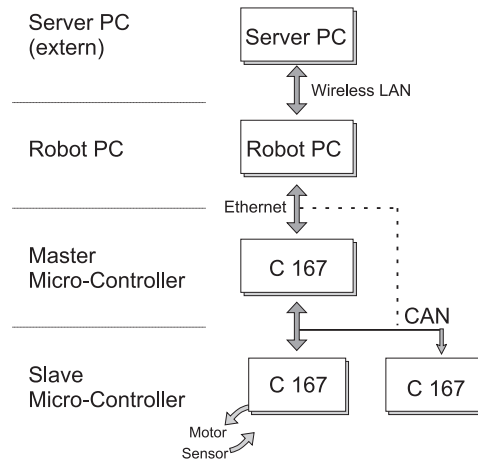 Server PC
(extern)
Server PC
Wireless LAN
Robot PC
Robot PC
Ethernet
Master
Micro-Controller
C 167
CAN
Slave
Micro-Controller
C 167
C 167
Motor
Sensor